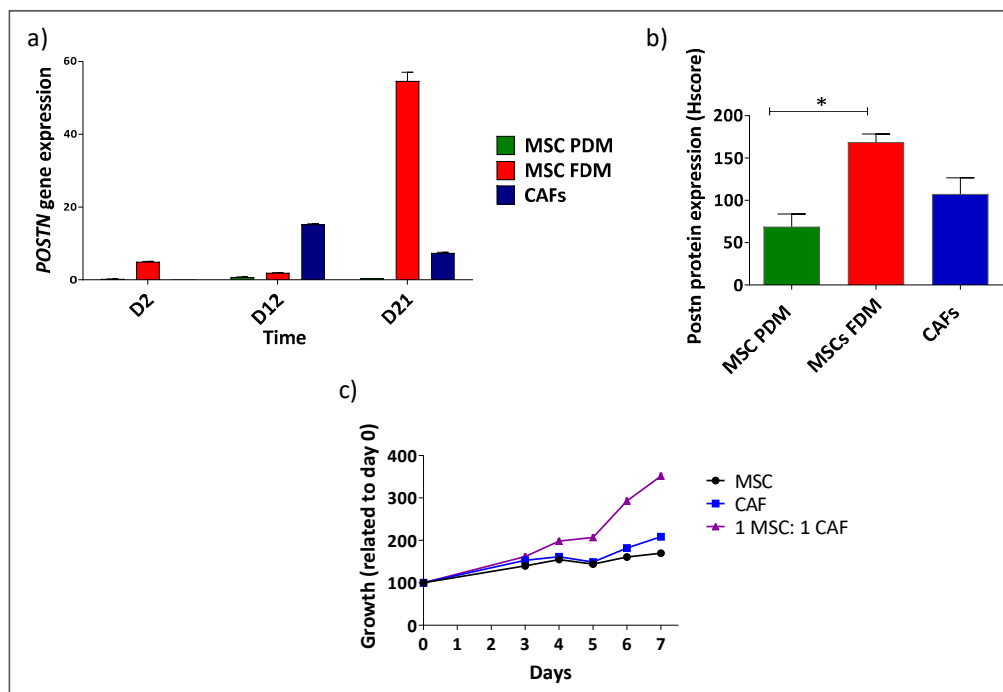 a)
POSTN gene expression
60
40
20
0
D2
D12
D21
Time
MSC PDM
MSC FDM
CAFs
b)
Postn protein expression (Hscore)
200
150
100
50
0
*
MSC PDM
MSCs FDM
CAFs
c)
Growth (related to day 0)
400
300
200
100
0
0 1 2 3 4 5 6 7
Days
MSC
CAF
1 MSC: 1 CAF